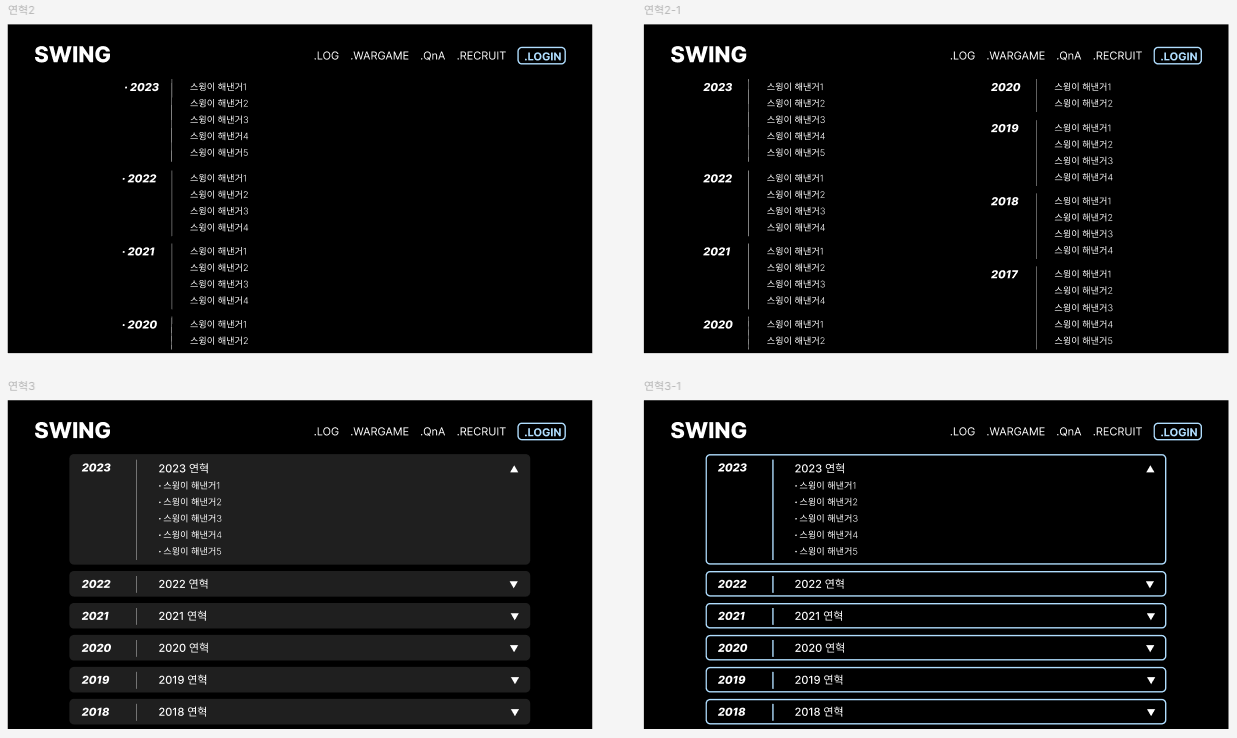 연혁2
SWING
.LOG .WARGAME .QnA .RECRUIT .LOGIN
· 2023 스윙이 해낸거1
스윙이 해낸거2
스윙이 해낸거3
스윙이 해낸거4
스윙이 해낸거5
· 2022 스윙이 해낸거1
스윙이 해낸거2
스윙이 해낸거3
스윙이 해낸거4
· 2021 스윙이 해낸거1
스윙이 해낸거2
스윙이 해낸거3
스윙이 해낸거4
· 2020 스윙이 해낸거1
스윙이 해낸거2
연혁2-1
SWING
.LOG .WARGAME .QnA .RECRUIT .LOGIN
2023 스윙이 해낸거1
스윙이 해낸거2
스윙이 해낸거3
스윙이 해낸거4
스윙이 해낸거5
2022 스윙이 해낸거1
스윙이 해낸거2
스윙이 해낸거3
스윙이 해낸거4
2021 스윙이 해낸거1
스윙이 해낸거2
스윙이 해낸거3
스윙이 해낸거4
2020 스윙이 해낸거1
스윙이 해낸거2
2020 스윙이 해낸거1
스윙이 해낸거2
2019 스윙이 해낸거1
스윙이 해낸거2
스윙이 해낸거3
스윙이 해낸거4
2018 스윙이 해낸거1
스윙이 해낸거2
스윙이 해낸거3
스윙이 해낸거4
2017 스윙이 해낸거1
스윙이 해낸거2
스윙이 해낸거3
스윙이 해낸거4
스윙이 해낸거5
연혁3
SWING
.LOG .WARGAME .QnA .RECRUIT .LOGIN
2023 2023 연혁 ▲
· 스윙이 해낸거1
· 스윙이 해낸거2
· 스윙이 해낸거3
· 스윙이 해낸거4
· 스윙이 해낸거5
2022 2022 연혁 ▼
2021 2021 연혁 ▼
2020 2020 연혁 ▼
2019 2019 연혁 ▼
2018 2018 연혁 ▼
연혁3-1
SWING
.LOG .WARGAME .QnA .RECRUIT .LOGIN
2023 2023 연혁 ▲
· 스윙이 해낸거1
· 스윙이 해낸거2
· 스윙이 해낸거3
· 스윙이 해낸거4
· 스윙이 해낸거5
2022 2022 연혁 ▼
2021 2021 연혁 ▼
2020 2020 연혁 ▼
2019 2019 연혁 ▼
2018 2018 연혁 ▼